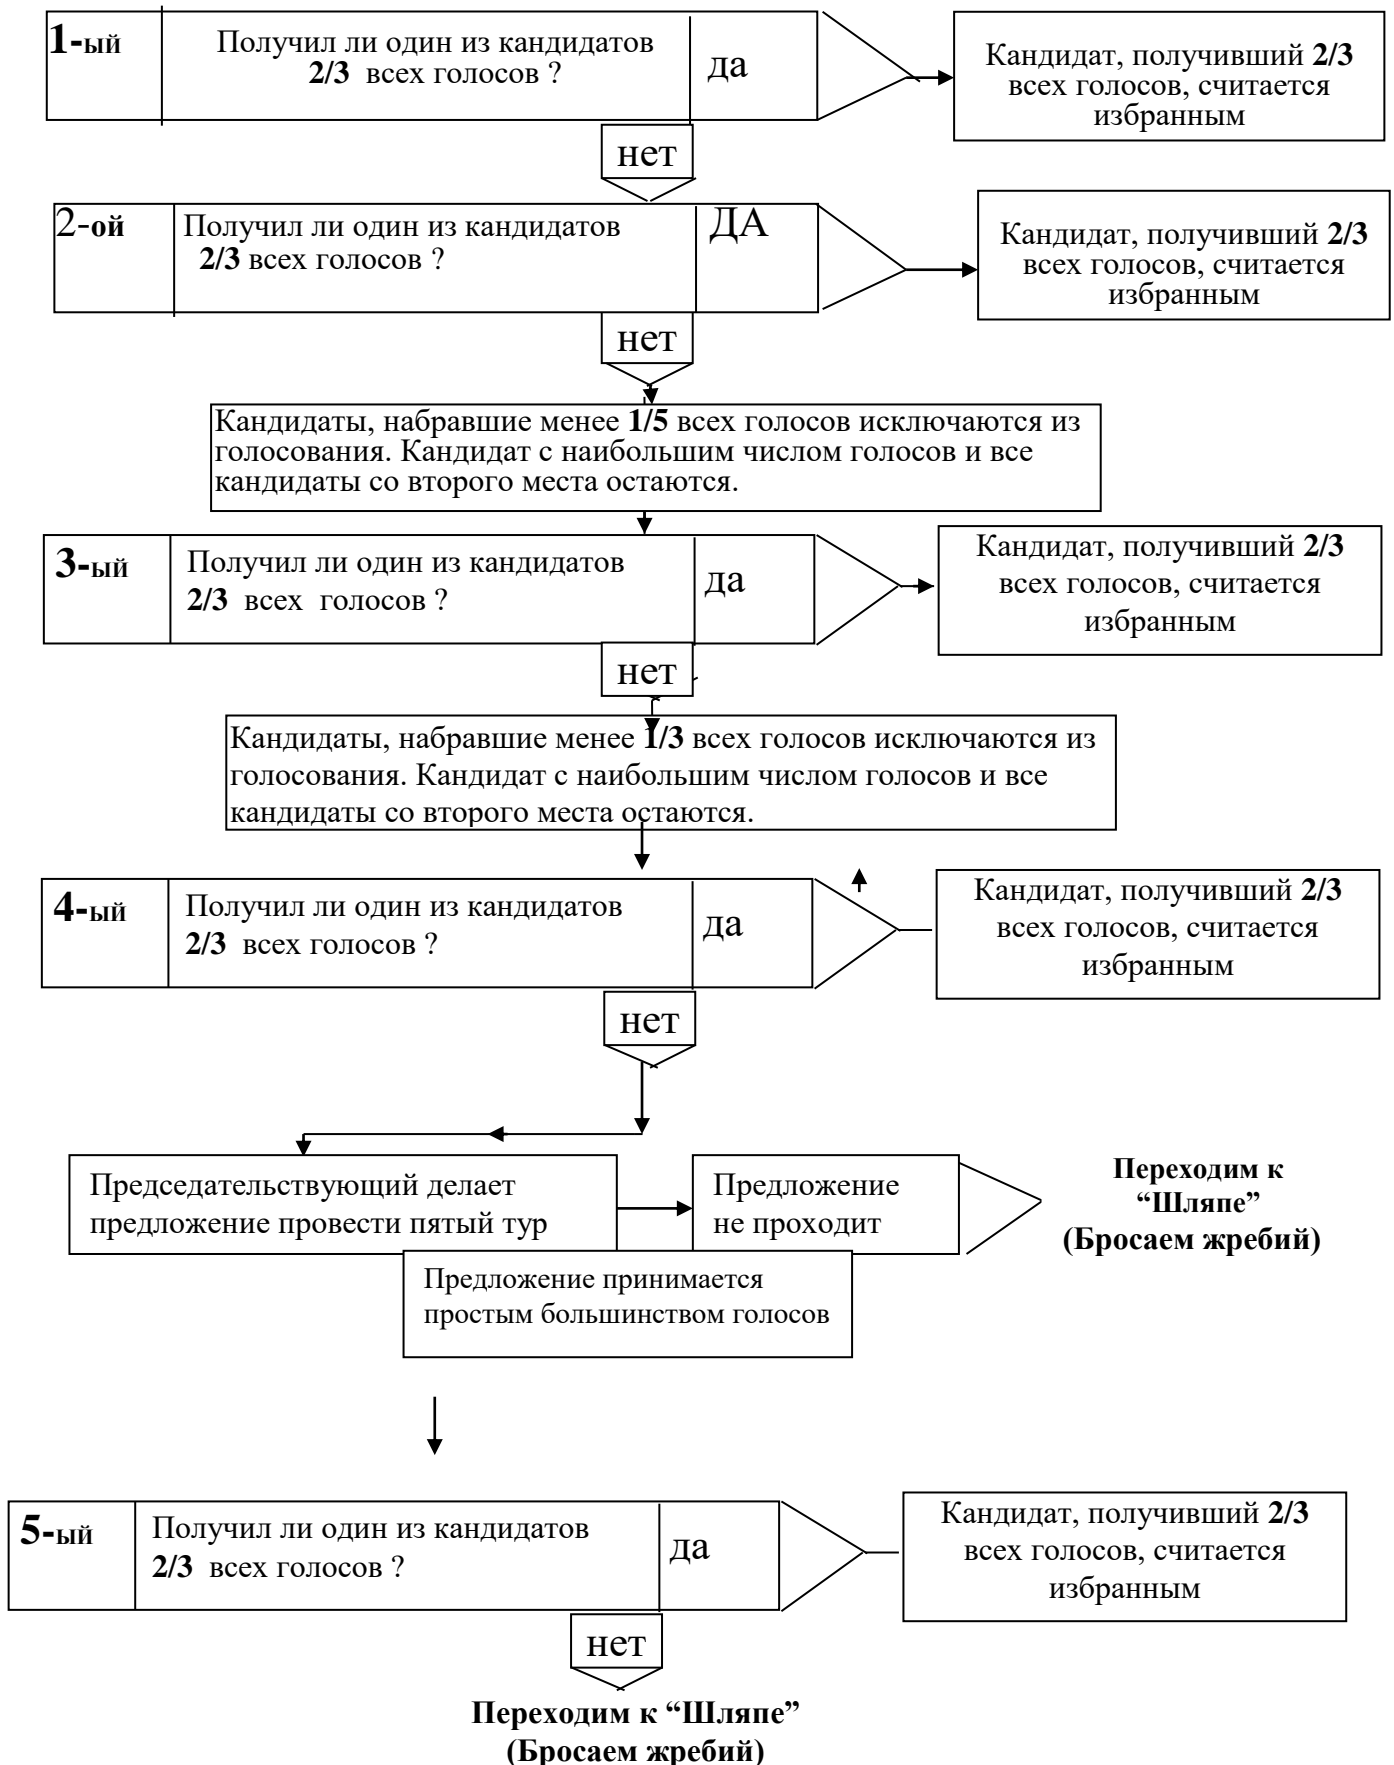 1-ый
Получил ли один из кандидатов
2/3 всех голосов ?
да
Кандидат, получивший 2/3
всех голосов, считается
избранным
нет
2-ой
Получил ли один из кандидатов
2/3 всех голосов ?
ДА
Кандидат, получивший 2/3
всех голосов, считается
избранным
нет
Кандидаты, набравшие менее 1/5 всех голосов исключаются из
голосования. Кандидат с наибольшим числом голосов и все
кандидаты со второго места остаются.
3-ый
Получил ли один из кандидатов
2/3 всех голосов ?
да
Кандидат, получивший 2/3
всех голосов, считается
избранным
нет
Кандидаты, набравшие менее 1/3 всех голосов исключаются из
голосования. Кандидат с наибольшим числом голосов и все
кандидаты со второго места остаются.
4-ый
Получил ли один из кандидатов
2/3 всех голосов ?
да
Кандидат, получивший 2/3
всех голосов, считается
избранным
нет
Председательствующий делает
предложение провести пятый тур
Предложение
не проходит
Переходим к
“Шляпе”
(Бросаем жребий)
Предложение принимается
простым большинством голосов
5-ый
Получил ли один из кандидатов
2/3 всех голосов ?
да
Кандидат, получивший 2/3
всех голосов, считается
избранным
нет
Переходим к “Шляпе”
(Бросаем жребий)